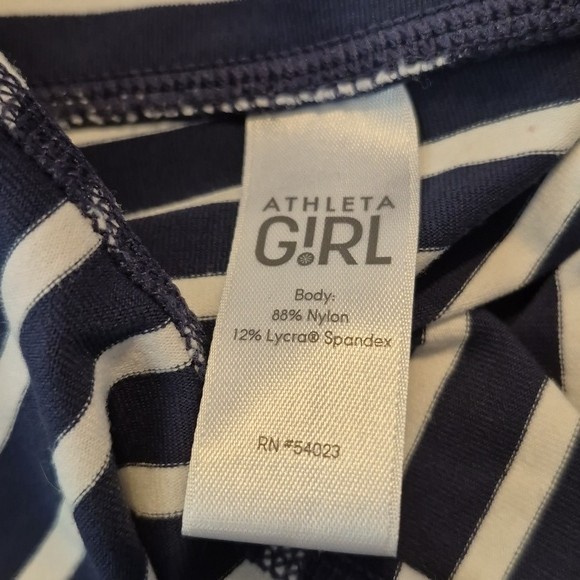 ATHLETA
G!RL
Body:
88% Nylon
12% Lycra® Spandex
RN #54023